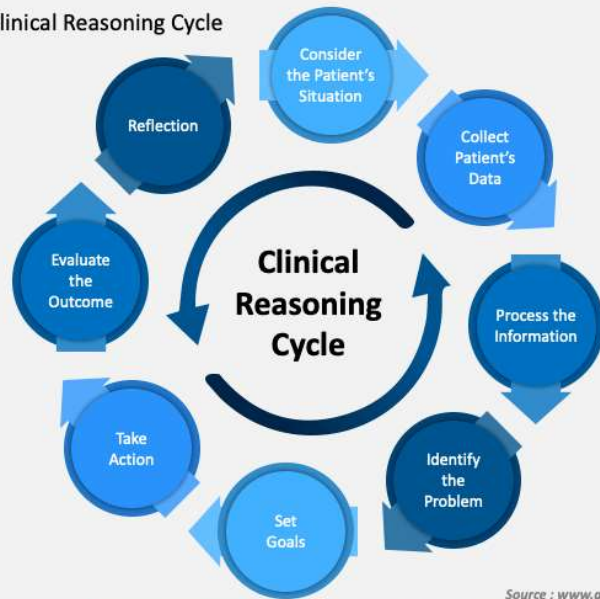 Clinical Reasoning Cycle
Consider
the Patient's
Situation
Collect
Patient's
Data
Process the
Information
Identify
the
Problem
Set
Goals
Take
Action
Evaluate
the
Outcome
Reflection
Clinical
Reasoning
Cycle
Source : www.